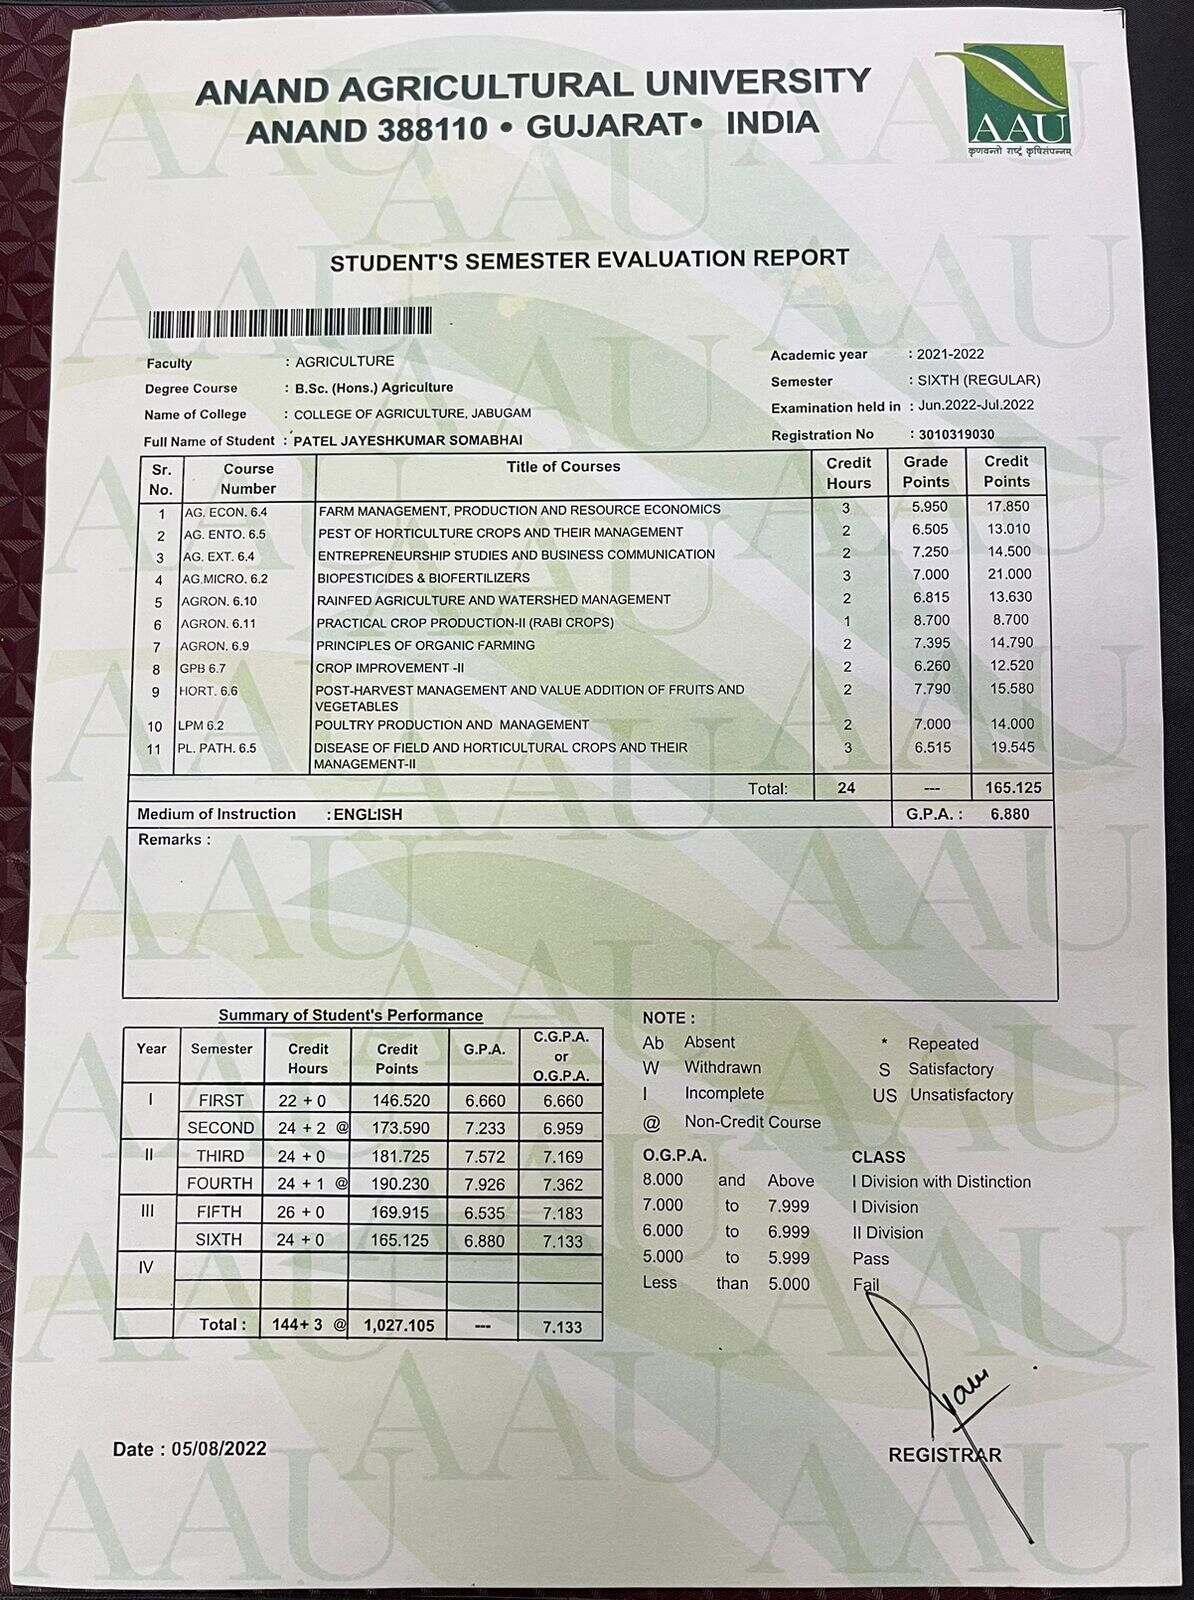 ANAND AGRICULTURAL UNIVERSITY
ANAND 388110 • GUJARAT• INDIA
AAU
कृणवन्तो राष्ट्रं कृषिसंपन्नम्
STUDENT'S SEMESTER EVALUATION REPORT
Faculty : AGRICULTURE
Degree Course : B.Sc. (Hons.) Agriculture
Name of College : COLLEGE OF AGRICULTURE, JABUGAM
Full Name of Student : PATEL JAYESHKUMAR SOMABHAI
Academic year : 2021-2022
Semester : SIXTH (REGULAR)
Examination held in : Jun.2022-Jul.2022
Registration No : 3010319030
Sr. No. Course Number Title of Courses Credit Hours Grade Points Credit Points
1 AG. ECON. 6.4 FARM MANAGEMENT, PRODUCTION AND RESOURCE ECONOMICS 3 5.950 17.850
2 AG. ENTO. 6.5 PEST OF HORTICULTURE CROPS AND THEIR MANAGEMENT 2 6.505 13.010
3 AG. EXT. 6.4 ENTREPRENEURSHIP STUDIES AND BUSINESS COMMUNICATION 2 7.250 14.500
4 AG.MICRO. 6.2 BIOPESTICIDES & BIOFERTILIZERS 3 7.000 21.000
5 AGRON. 6.10 RAINFED AGRICULTURE AND WATERSHED MANAGEMENT 2 6.815 13.630
6 AGRON. 6.11 PRACTICAL CROP PRODUCTION-II (RABI CROPS) 1 8.700 8.700
7 AGRON. 6.9 PRINCIPLES OF ORGANIC FARMING 2 7.395 14.790
8 GPB 6.7 CROP IMPROVEMENT -II 2 6.260 12.520
9 HORT. 6.6 POST-HARVEST MANAGEMENT AND VALUE ADDITION OF FRUITS AND 2 7.790 15.580
VEGETABLES
10 LPM 6.2 POULTRY PRODUCTION AND MANAGEMENT 2 7.000 14.000
11 PL. PATH. 6.5 DISEASE OF FIELD AND HORTICULTURAL CROPS AND THEIR 3 6.515 19.545
MANAGEMENT-II
Total: 24 --- 165.125
Medium of Instruction : ENGLISH G.P.A. : 6.880
Remarks :
Summary of Student's Performance
Year Semester Credit Hours Credit Points G.P.A. C.G.P.A. or O.G.P.A.
I FIRST 22 + 0 146.520 6.660 6.660
SECOND 24 + 2 @ 173.590 7.233 6.959
II THIRD 24 + 0 181.725 7.572 7.169
FOURTH 24 + 1 @ 190.230 7.926 7.362
III FIFTH 26 + 0 169.915 6.535 7.183
SIXTH 24 + 0 165.125 6.880 7.133
IV
Total : 144+ 3 @ 1,027.105 --- 7.133
NOTE :
Ab Absent * Repeated
W Withdrawn S Satisfactory
I Incomplete US Unsatisfactory
@ Non-Credit Course
O.G.P.A. CLASS
8.000 and Above I Division with Distinction
7.000 to 7.999 I Division
6.000 to 6.999 II Division
5.000 to 5.999 Pass
Less than 5.000 Fail
Date : 05/08/2022
REGISTRAR